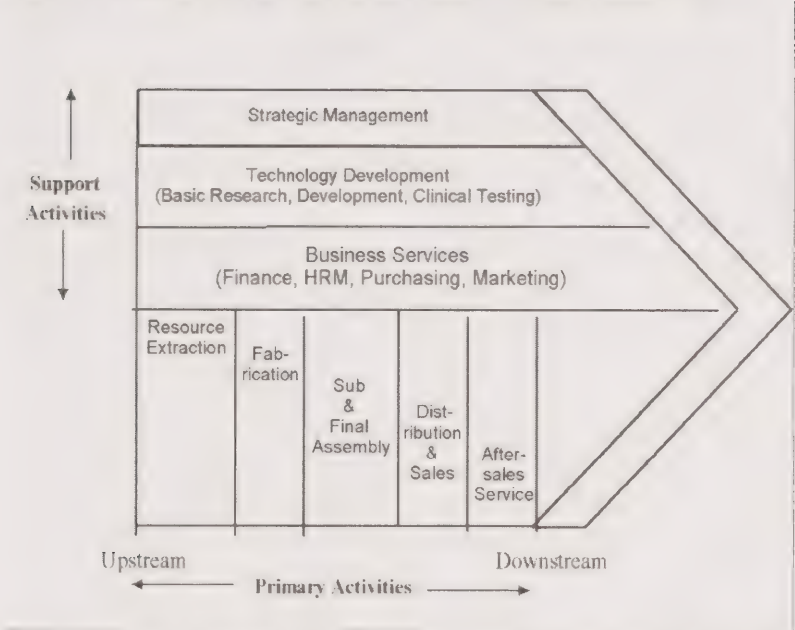 Strategic Management
Technology Development
(Basic Research, Development, Clinical Testing)
Support
Activities
Business Services
(Finance, HRM, Purchasing, Marketing)
Resource
Extraction
Fab-
rication
Sub
&
Final
Assembly
Dist-
ribution
&
Sales
After-
sales
Service
Upstream
Downstream
Primary Activities